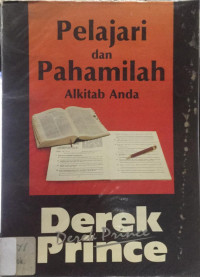 Pelajari
dan
Pahamilah
Alkitab Anda
Derek
Derek Prince
Prince